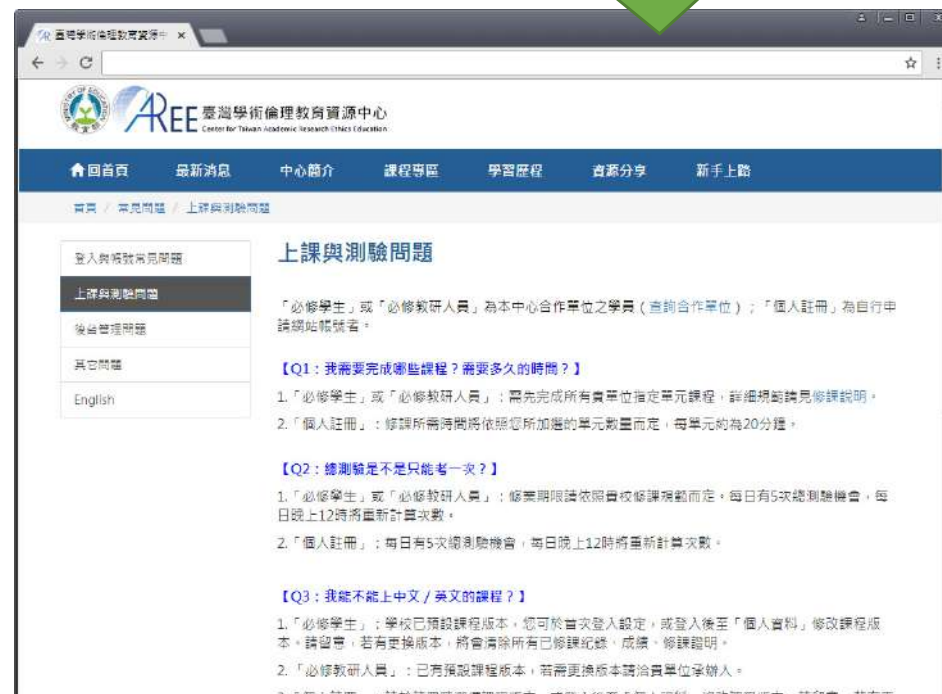 臺灣學術倫理教育資源中
AREE 臺灣學術倫理教育資源中心
Center for Taiwan Academic Research Ethics Education
回首頁 最新消息 中心簡介 課程專區 學習歷程 資源分享 新手上路
首頁 / 常見問題 / 上課與測驗問題
登入與帳號常見問題
上課與測驗問題
後台管理問題
其它問題
English
上課與測驗問題
「必修學生」或「必修教研人員」為本中心合作單位之學員(查詢合作單位);「個人註冊」為自行申
請網站帳號者。
【Q1:我需要完成哪些課程?需要多久的時間?】
1.「必修學生」或「必修教研人員」:需先完成所有貴單位指定單元課程,詳細規範請見修課說明。
2.「個人註冊」:修課所需時間將依照您所加選的單元數量而定,每單元約為20分鐘。
【Q2:總測驗是不是只能考一次?】
1.「必修學生」或「必修教研人員」:修業期限請依照貴校修課規範而定。每日有5次總測驗機會,每
日晚上12時將重新計算次數。
2.「個人註冊」:每日有5次總測驗機會,每日晚上12時將重新計算次數。
【Q3:我能不能上中文/英文的課程?】
1.「必修學生」:學校已預設課程版本,您可於首次登入設定,或登入後至「個人資料」修改課程版
本。請留意,若有更換版本,將會清除所有已修課紀錄、成績、修課證明。
2.「必修教研人員」:已有預設課程版本,若需更換版本請洽貴單位承辦人。